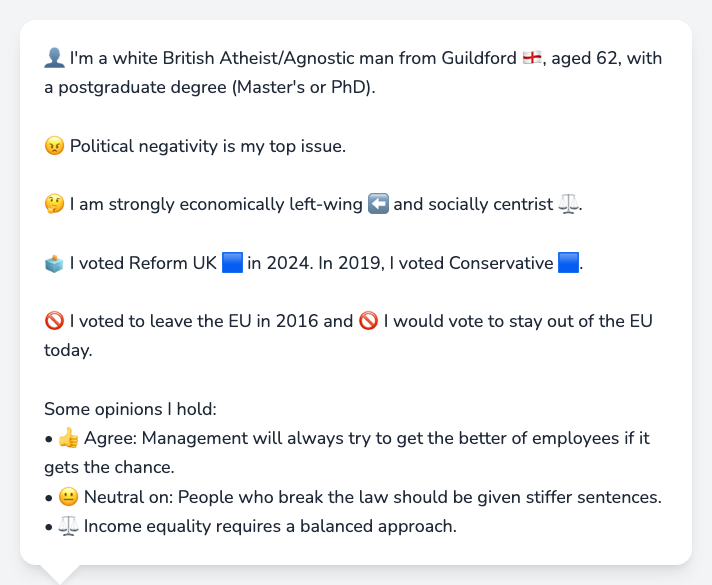 👤 I'm a white British Atheist/Agnostic man from Guildford 🏴󠁧󠁢󠁥󠁮󠁧󠁿, aged 62, with
a postgraduate degree (Master's or PhD).
😠 Political negativity is my top issue.
🤔 I am strongly economically left-wing ⬅️ and socially centrist ⚖️.
🗳️ I voted Reform UK 🟦 in 2024. In 2019, I voted Conservative 🟦.
🚫 I voted to leave the EU in 2016 and 🚫 I would vote to stay out of the EU
today.
Some opinions I hold:
• 👍 Agree: Management will always try to get the better of employees if it
gets the chance.
• 😐 Neutral on: People who break the law should be given stiffer sentences.
• ⚖️ Income equality requires a balanced approach.